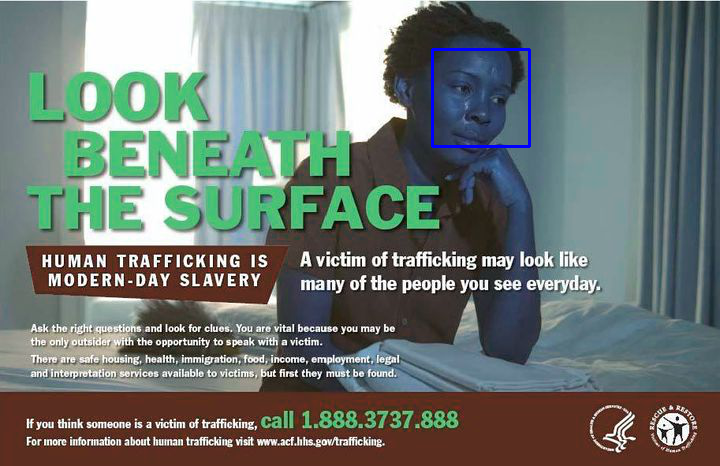 LOOK
BENEATH
THE SURFACE
HUMAN TRAFFICKING IS
MODERN-DAY SLAVERY
A victim of trafficking may look like
many of the people you see everyday.
Ask the right questions and look for clues. You are vital because you may be
the only outsider with the opportunity to speak with a victim.
There are safe housing, health, immigration, food, income, employment, legal
and interpretation services available to victims, but first they must be found.
If you think someone is a victim of trafficking, call 1.888.3737.888
For more information about human trafficking visit www.acf.hhs.gov/trafficking.
RESCUE & RESTORE
Victims of Human Trafficking